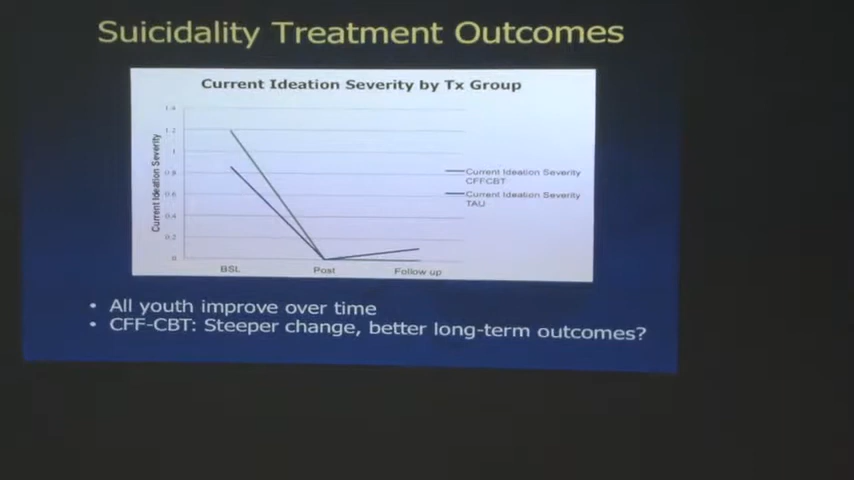 Suicidality Treatment Outcomes
Current Ideation Severity by Tx Group
Current Ideation Severity
1.4
1.2
1
0.8
0.6
0.4
0.2
0
BSL
Post
Follow up
Current Ideation Severity
CFFCBT
Current Ideation Severity
TAU
• All youth improve over time
• CFF-CBT: Steeper change, better long-term outcomes?